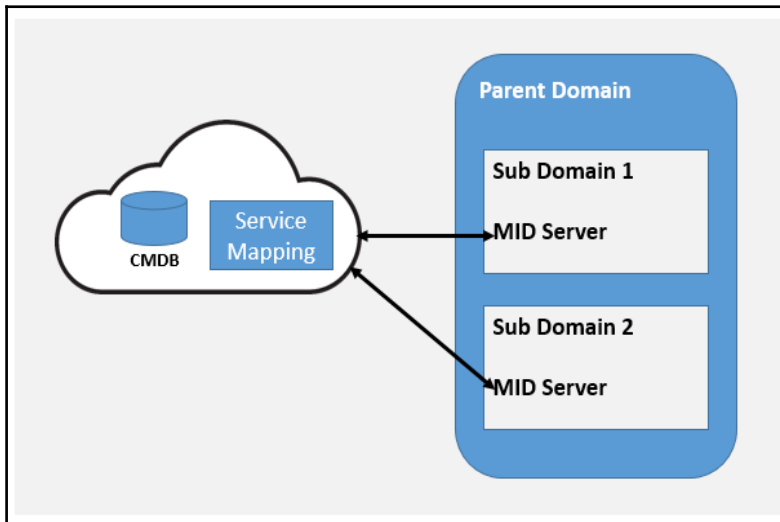 Parent Domain
Sub Domain 1
MID Server
Service
Mapping
CMDB
Sub Domain 2
MID Server